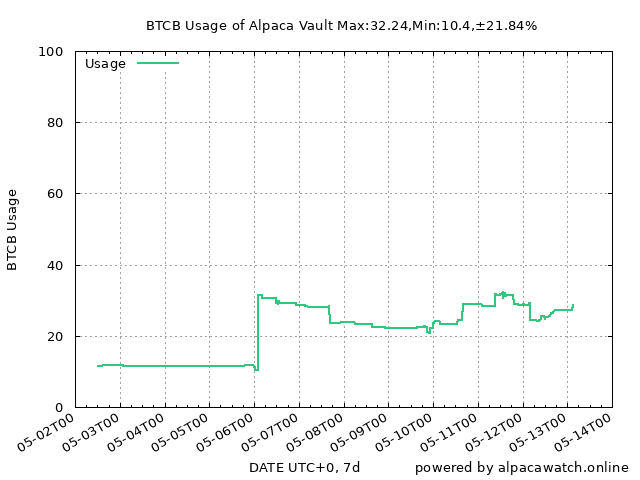 BTCB Usage of Alpaca Vault Max:32.24,Min:10.4,±21.84%
Usage
100
80
60
40
20
0
BTCB Usage
05-02T00
05-03T00
05-04T00
05-05T00
05-06T00
05-07T00
05-08T00
05-09T00
05-10T00
05-11T00
05-12T00
05-13T00
05-14T00
DATE UTC+0, 7d
powered by alpacawatch.online